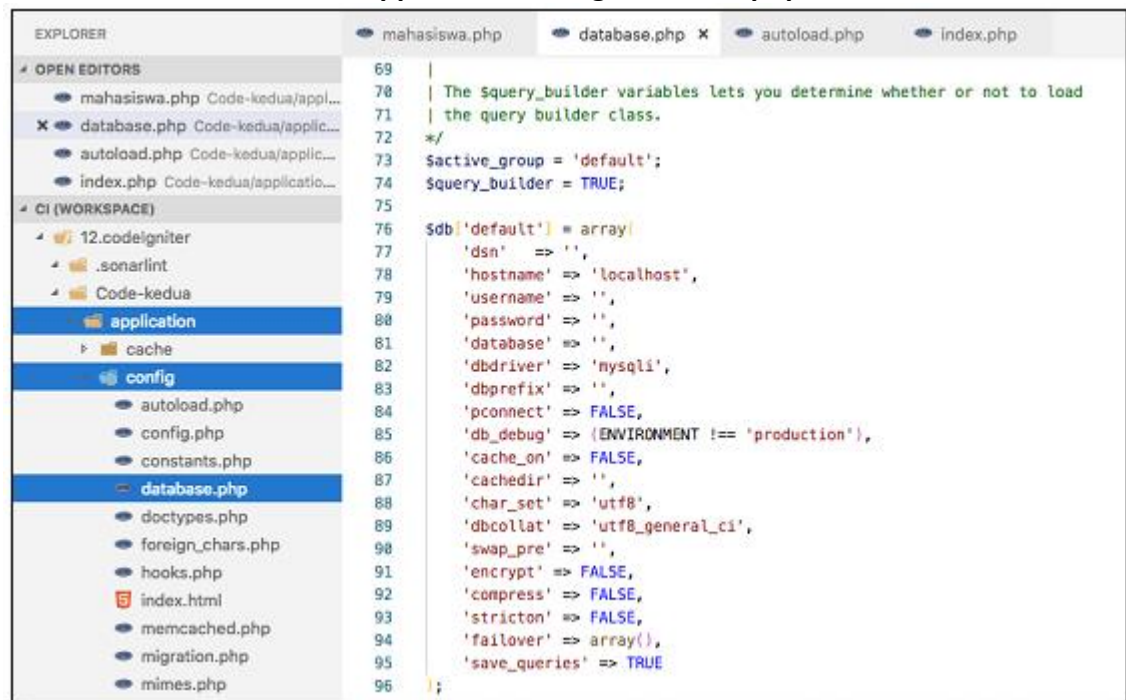 EXPLORER
OPEN EDITORS
mahasiswa.php Code-kedua/appl...
× database.php Code-kedua/applic...
autoload.php Code-kedua/applic...
index.php Code-kedua/applicatio...
CI (WORKSPACE)
12.codeigniter
.sonarlint
Code-kedua
application
cache
config
autoload.php
config.php
constants.php
database.php
doctypes.php
foreign_chars.php
hooks.php
index.html
memcached.php
migration.php
mimes.php
mahasiswa.php database.php × autoload.php index.php
69 |
70 | The $query_builder variables lets you determine whether or not to load
71 | the query builder class.
72 */
73 $active_group = 'default';
74 $query_builder = TRUE;
75
76 $db['default'] = array(
77 'dsn' => '',
78 'hostname' => 'localhost',
79 'username' => '',
80 'password' => '',
81 'database' => '',
82 'dbdriver' => 'mysqli',
83 'dbprefix' => '',
84 'pconnect' => FALSE,
85 'db_debug' => (ENVIRONMENT !== 'production'),
86 'cache_on' => FALSE,
87 'cachedir' => '',
88 'char_set' => 'utf8',
89 'dbcollat' => 'utf8_general_ci',
90 'swap_pre' => '',
91 'encrypt' => FALSE,
92 'compress' => FALSE,
93 'stricton' => FALSE,
94 'failover' => array(),
95 'save_queries' => TRUE
96 );